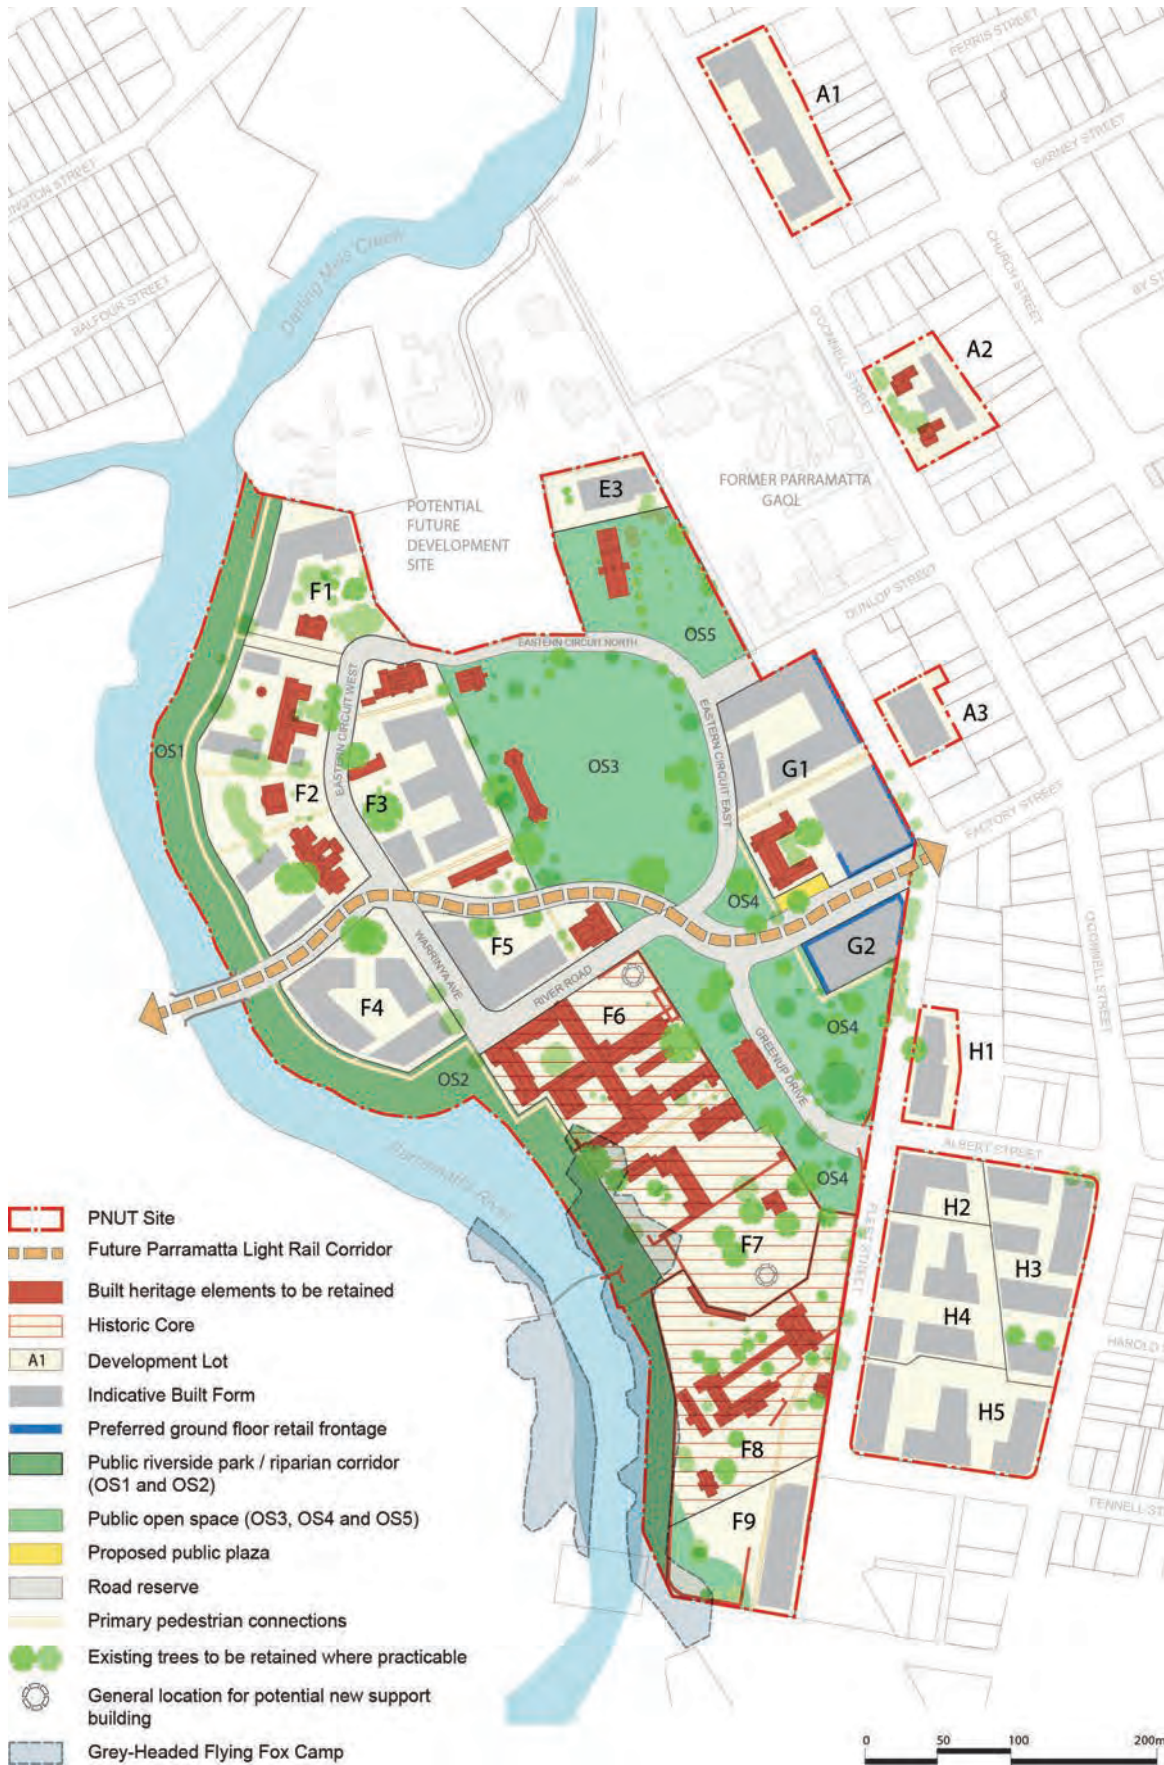 FERRIS STREET
A1
BARNEY STREET
NGTON STREET
Darling Mills Creek
CHURCH STREET
BALFOUR STREET
O'CONNELL STREET
A2
E3
FORMER PARRAMATTA
GAOL
POTENTIAL
FUTURE
DEVELOPMENT
SITE
F1
DUNLOP STREET
OS5
EASTERN CIRCUIT NORTH
EASTERN CIRCUIT WEST
EASTERN CIRCUIT EAST
A3
OS1
OS3
G1
F2
F3
FACTORY STREET
OS4
F5
G2
WARRINYA AVE
O'CONNELL STREET
RIVER ROAD
F4
F6
OS4
GREENUP DRIVE
H1
OS2
ALBERT STREET
Parramatta River
OS4
H2
FLEET STREET
F7
H3
H4
HAROLD
H5
F8
FENNELL ST
F9
PNUT Site
Future Parramatta Light Rail Corridor
Built heritage elements to be retained
Historic Core
A1 Development Lot
Indicative Built Form
Preferred ground floor retail frontage
Public riverside park / riparian corridor
(OS1 and OS2)
Public open space (OS3, OS4 and OS5)
Proposed public plaza
Road reserve
Primary pedestrian connections
Existing trees to be retained where practicable
General location for potential new support
building
Grey-Headed Flying Fox Camp
0 50 100 200m